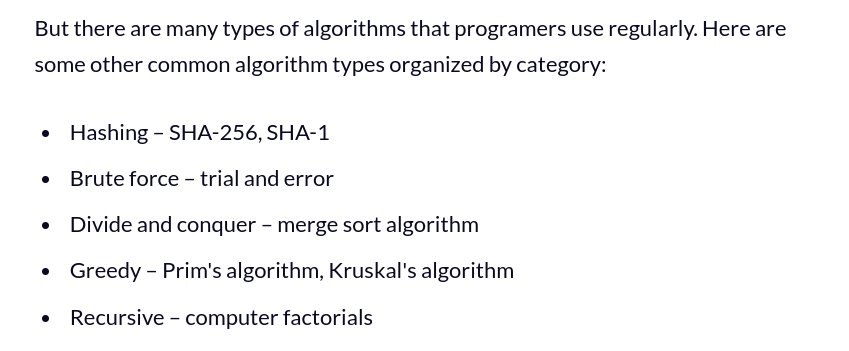 But there are many types of algorithms that programers use regularly. Here are
some other common algorithm types organized by category:
• Hashing – SHA-256, SHA-1
• Brute force – trial and error
• Divide and conquer – merge sort algorithm
• Greedy – Prim's algorithm, Kruskal's algorithm
• Recursive – computer factorials